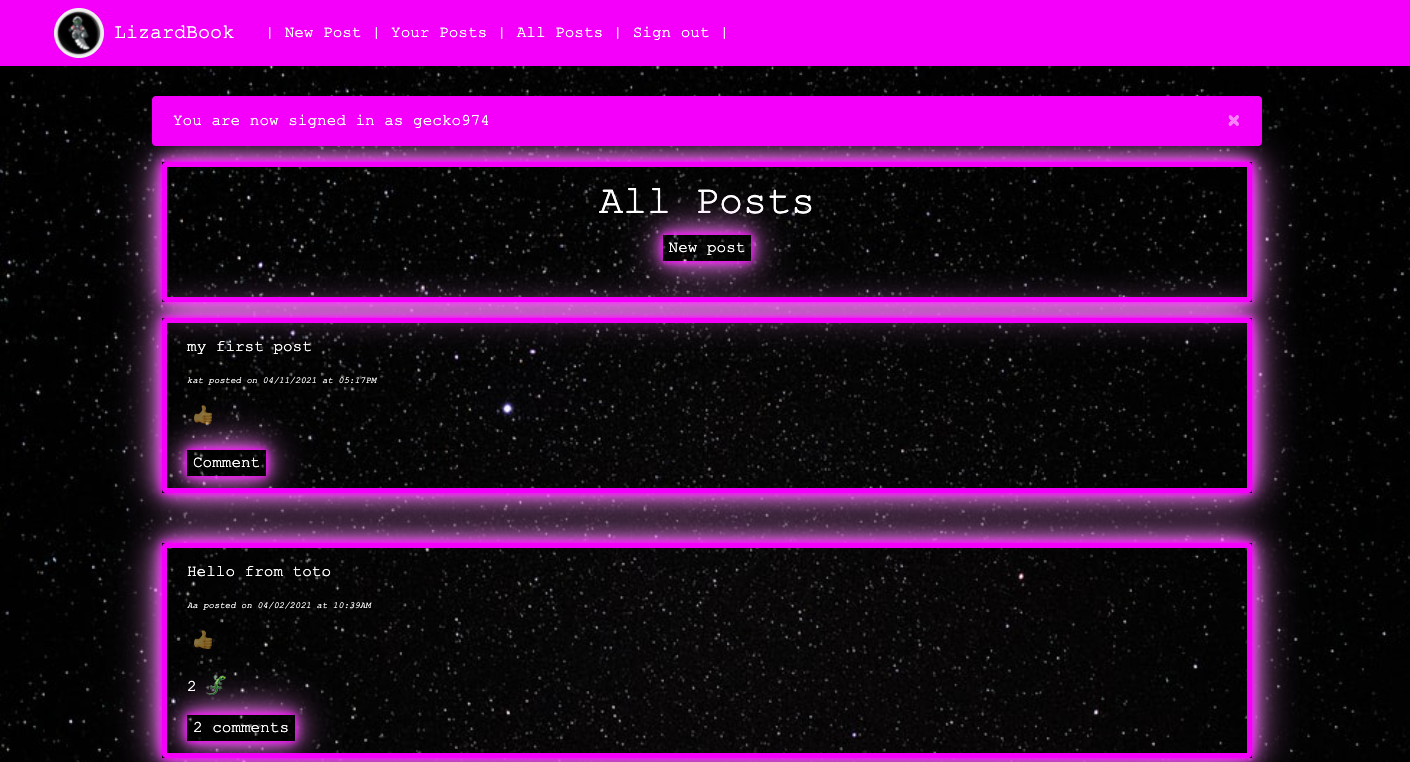 LizardBook | New Post | Your Posts | All Posts | Sign out |
You are now signed in as gecko974 ×
All Posts
New post
my first post
kat posted on 04/11/2021 at 05:17PM
Comment
Hello from toto
Aa posted on 04/02/2021 at 10:39AM
2
2 comments